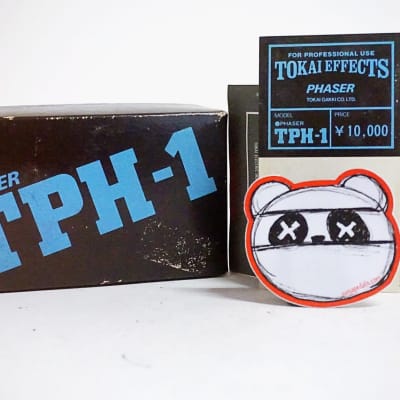 FOR PROFESSIONAL USE
TOKAI EFFECTS
PHASER
TOKAI GAKKI CO. LTD.
MODEL
PRICE
●PHASER
TPH-1
¥10,000
TPH-1
X X